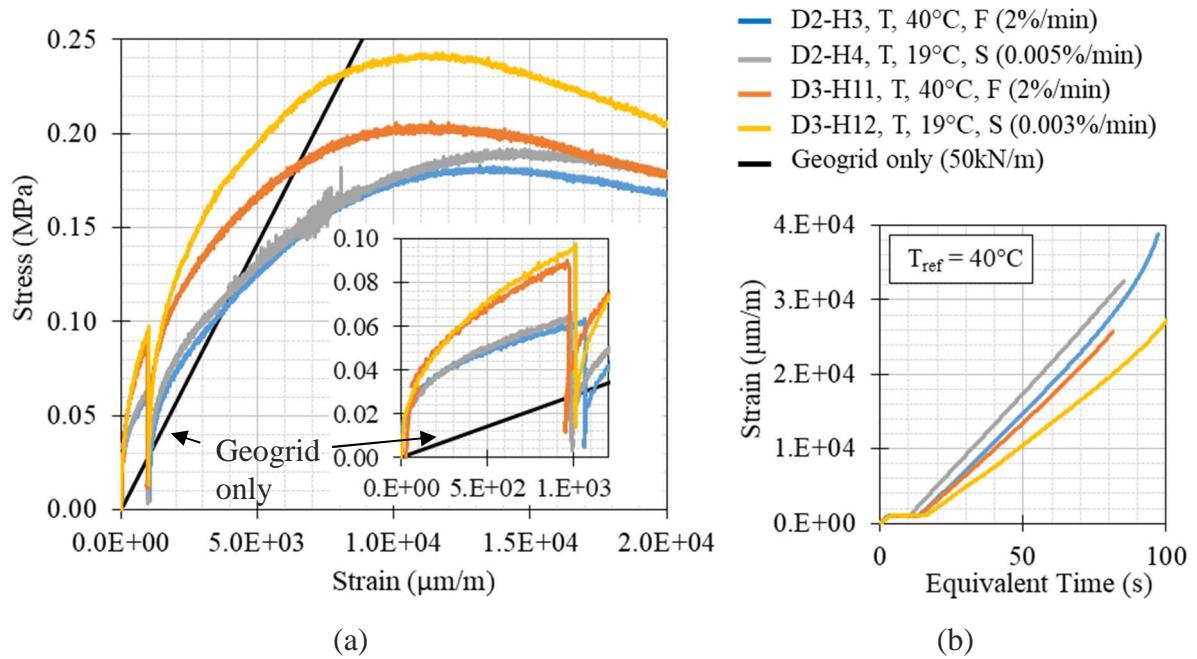 D2-H3, T, 40°C, F (2%/min)
D2-H4, T, 19°C, S (0.005%/min)
D3-H11, T, 40°C, F (2%/min)
D3-H12, T, 19°C, S (0.003%/min)
Geogrid only (50kN/m)
0.25
0.20
0.15
0.10
0.05
0.00
Stress (MPa)
0.0E+00 5.0E+03 1.0E+04 1.5E+04 2.0E+04
Strain (μm/m)
Geogrid
only
0.10
0.08
0.06
0.04
0.02
0.00
0.E+00 5.E+02 1.E+03
(a)
4.E+04
3.E+04
2.E+04
1.E+04
0.E+00
Strain (μm/m)
Tref = 40°C
0 50 100
Equivalent Time (s)
(b)